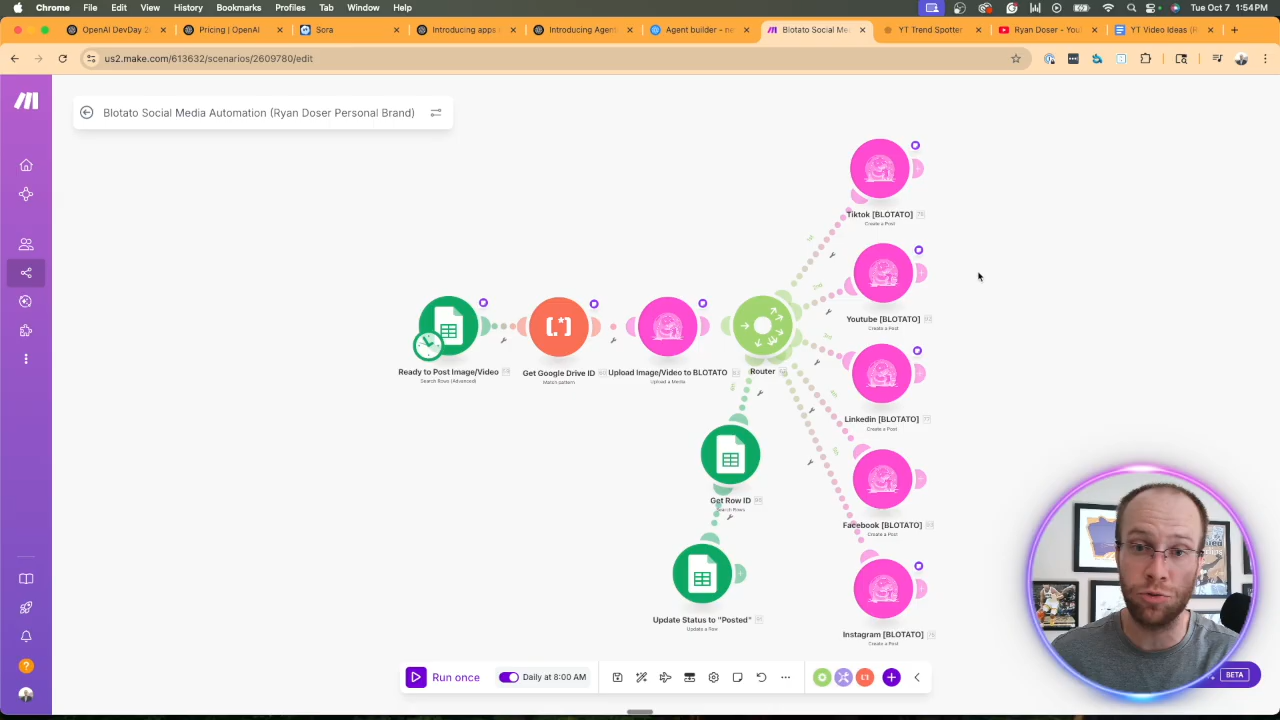 Chrome File Edit View History Bookmarks Profiles Tab Window Help
Tue Oct 7 1:54PM
OpenAI DevDay 2
Pricing | OpenAI
Sora
Introducing apps
Introducing Agen
Agent builder - ne
Blotato Social Me
YT Trend Spotter
Ryan Doser - You
YT Video Ideas (R
us2.make.com/613632/scenarios/2609780/edit
Blotato Social Media Automation (Ryan Doser Personal Brand)
Tiktok [BLOTATO]
Create a Post
Youtube [BLOTATO]
Create a Post
Ready to Post Image/Video
Search Rows (Advanced)
Get Google Drive ID
Match pattern
Upload Image/Video to BLOTATO
Upload a Media
Router
Linkedin [BLOTATO]
Create a Post
Get Row ID
Search Rows
Facebook [BLOTATO]
Create a Post
Update Status to "Posted"
Update a Row
Instagram [BLOTATO]
Create a Post
Run once
Daily at 8:00 AM
BETA